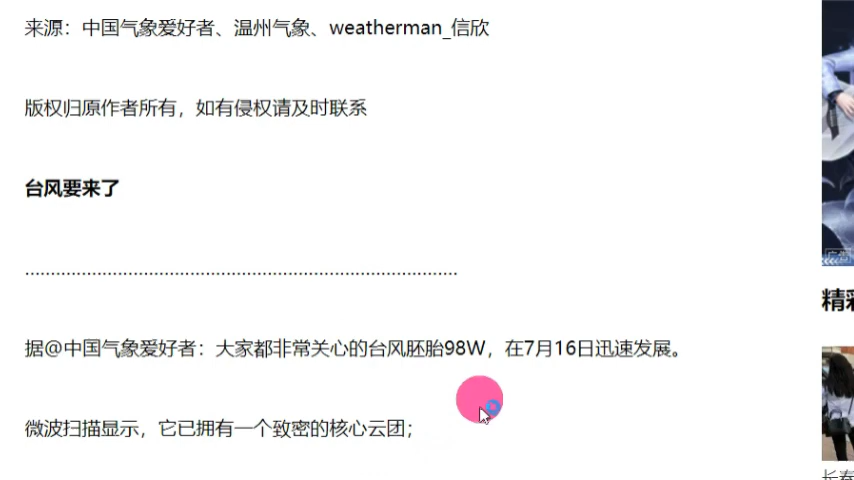 来源：中国气象爱好者、温州气象、weatherman_信欣
版权归原作者所有，如有侵权请及时联系
台风要来了
................................................................................
据@中国气象爱好者：大家都非常关心的台风胚胎98W，在7月16日迅速发展。
微波扫描显示，它已拥有一个致密的核心云团；
精彩
长春